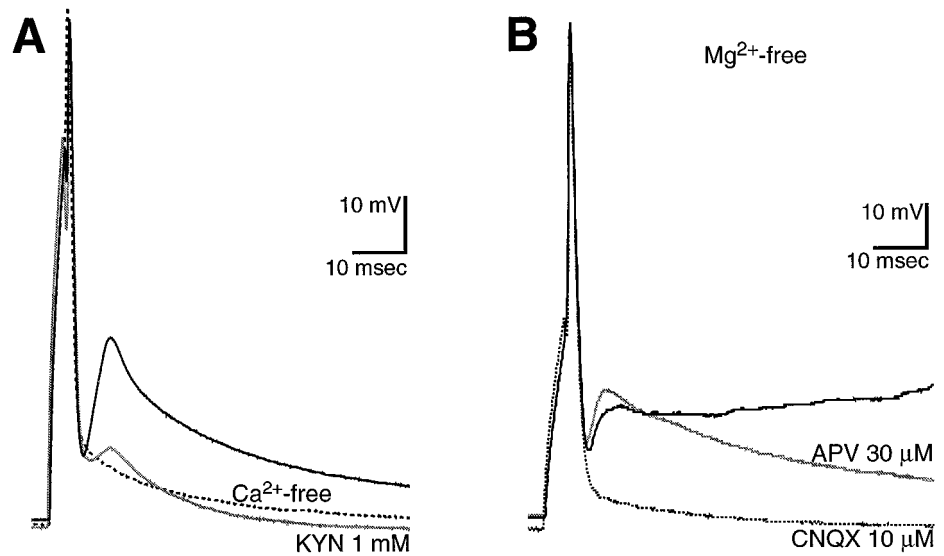 A
B
Mg2+-free
10 mV
10 msec
10 mV
10 msec
Ca2+-free
KYN 1 mM
APV 30 μM
CNQX 10 μM